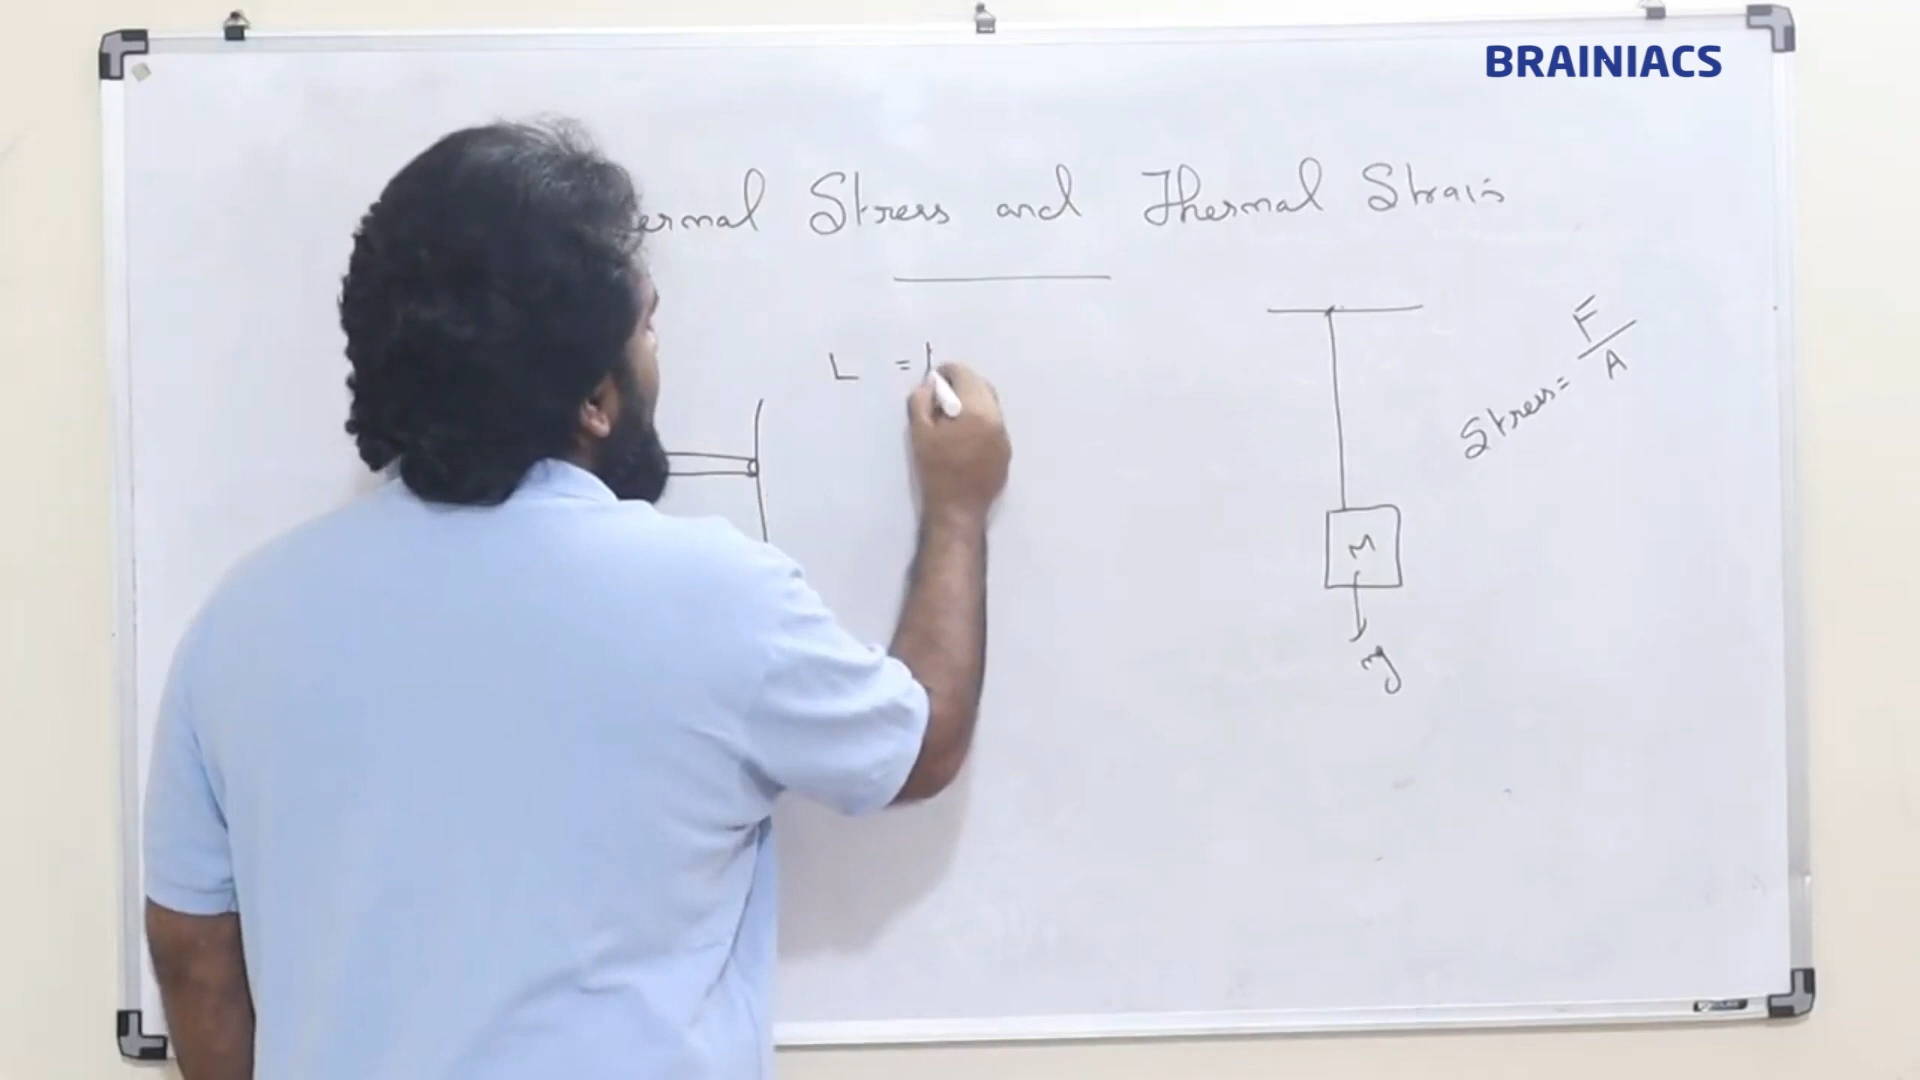 BRAINIACS
ermal Stress and Thermal Strain
L =
Stress = F/A
M
mg